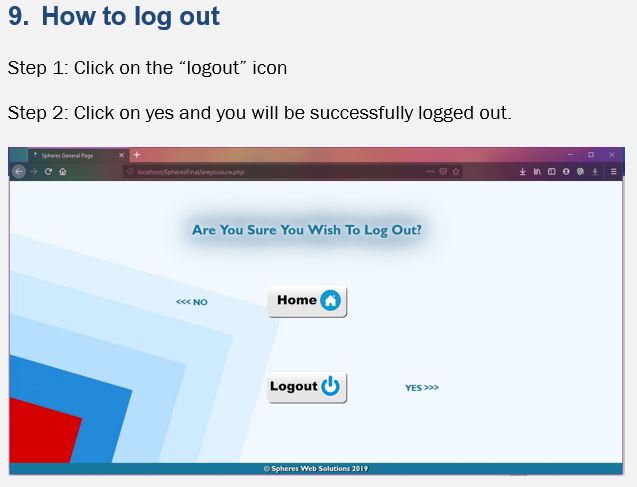 9. How to log out
Step 1: Click on the “logout” icon
Step 2: Click on yes and you will be successfully logged out.
Spheres General Page
localhost/SpheresFinal/areyousure.php
Are You Sure You Wish To Log Out?
<<< NO
Home
Logout
YES >>>
© Spheres Web Solutions 2019